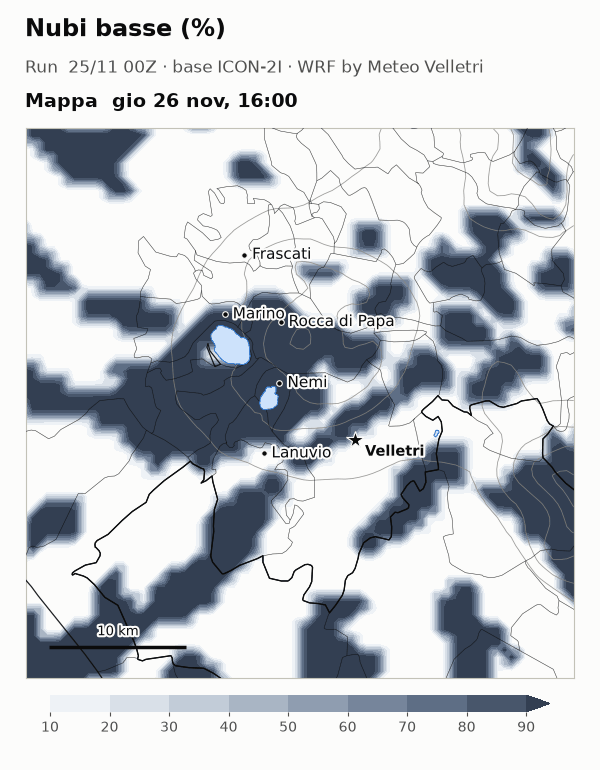 Nubi basse (%)
Run 25/11 00Z · base ICON-2I · WRF by Meteo Velletri
Mappa gio 26 nov, 16:00
Frascati
Marino
Rocca di Papa
Nemi
Velletri
Lanuvio
10 km
10 20 30 40 50 60 70 80 90